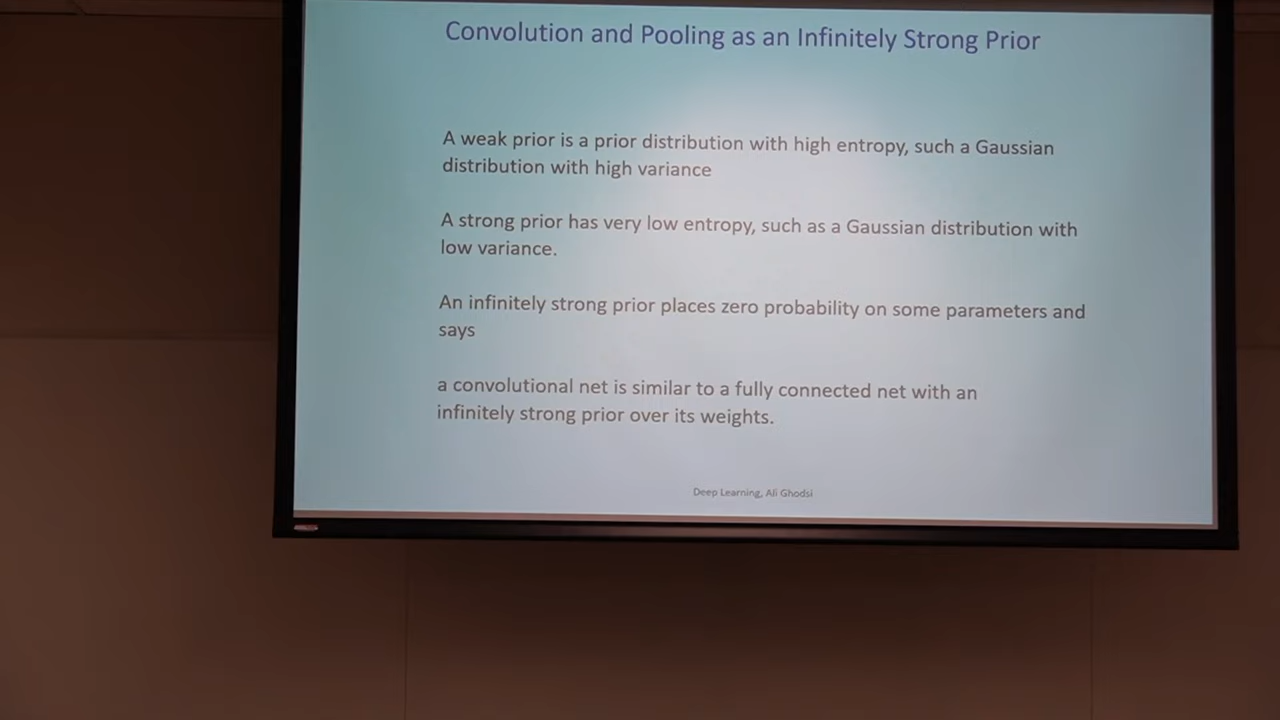 Convolution and Pooling as an Infinitely Strong Prior
A weak prior is a prior distribution with high entropy, such a Gaussian
distribution with high variance
A strong prior has very low entropy, such as a Gaussian distribution with
low variance.
An infinitely strong prior places zero probability on some parameters and
says
a convolutional net is similar to a fully connected net with an
infinitely strong prior over its weights.
Deep Learning, Ali Ghodsi